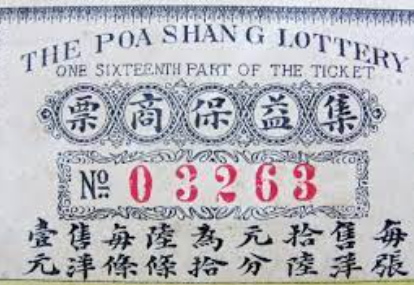 THE POA SHANG LOTTERY
ONE SIXTEENTH PART OF THE TICKET
集益保商票
№ 03263
每張
售洋
拾陸
元分
為拾
陸條
每條
售洋
壹元